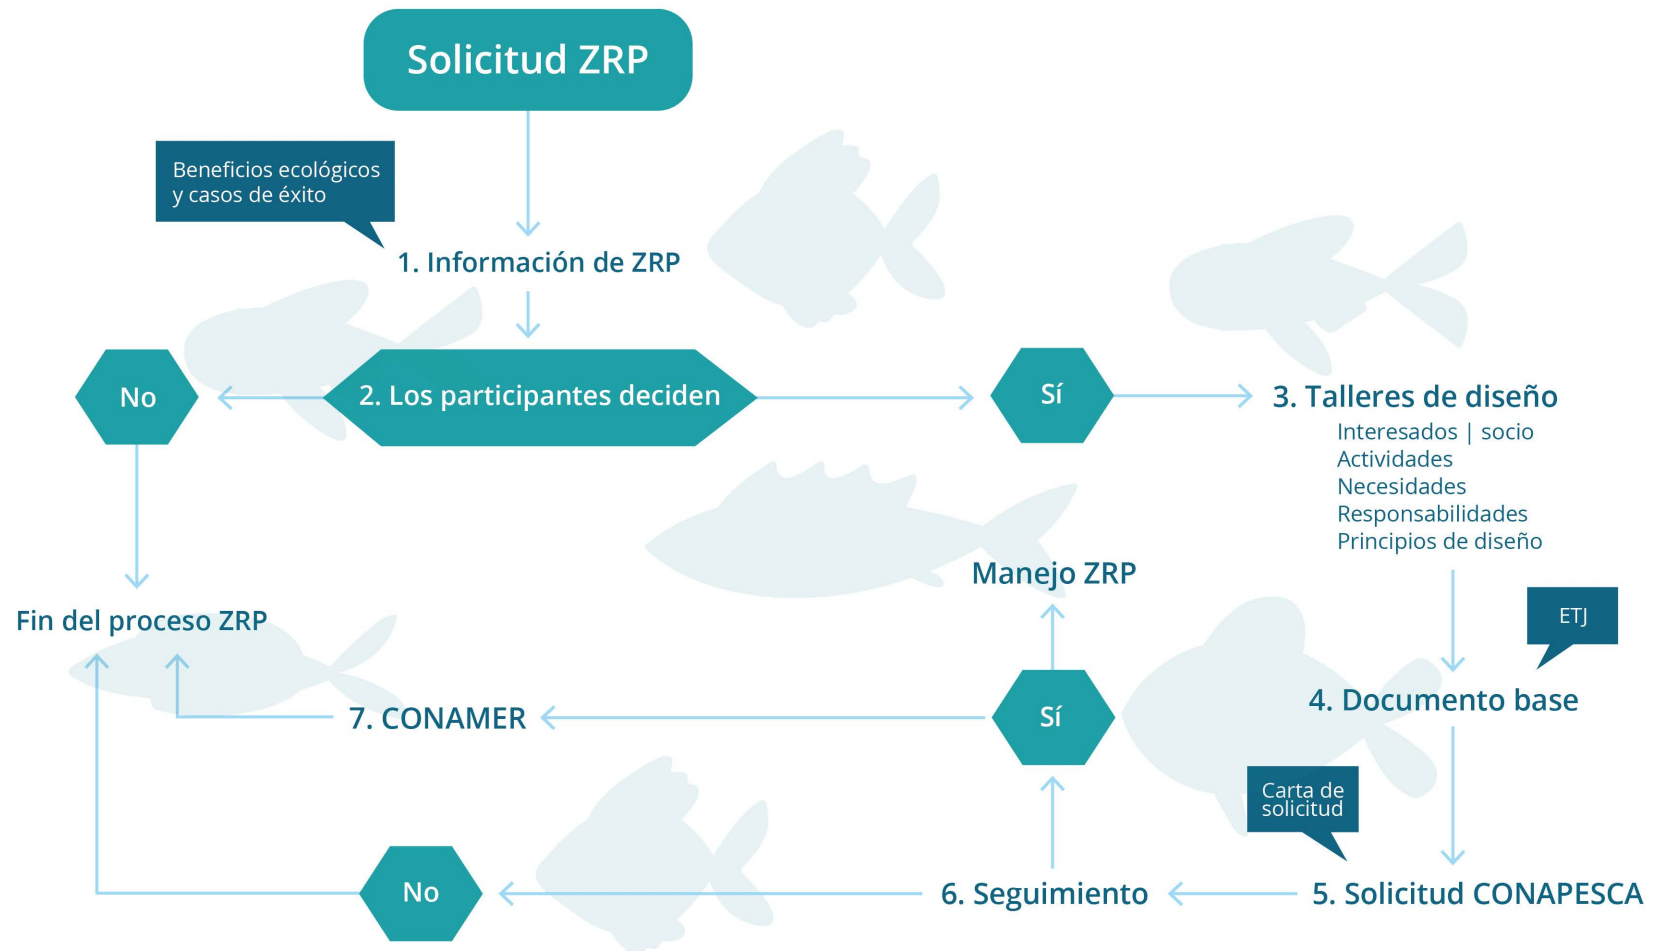 Solicitud ZRP
Beneficios ecológicos
y casos de éxito
1. Información de ZRP
No
2. Los participantes deciden
Sí
3. Talleres de diseño
Interesados | socio
Actividades
Necesidades
Responsabilidades
Principios de diseño
Manejo ZRP
ETJ
Fin del proceso ZRP
4. Documento base
7. CONAMER
Sí
Carta de
solicitud
No
6. Seguimiento
5. Solicitud CONAPESCA